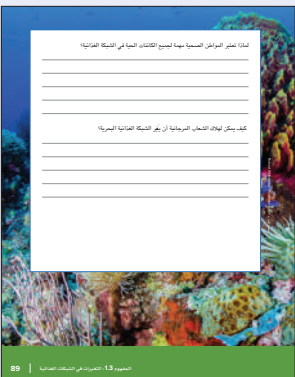 لماذا تعتبر المواطن الصحية مهمة لجميع الكائنات الحية في الشبكة الغذائية؟
كيف يمكن لهلاك الشعاب المرجانية أن يغير الشبكة الغذائية البحرية؟
المفهوم 1.3: التغيرات في الشبكات الغذائية | 89